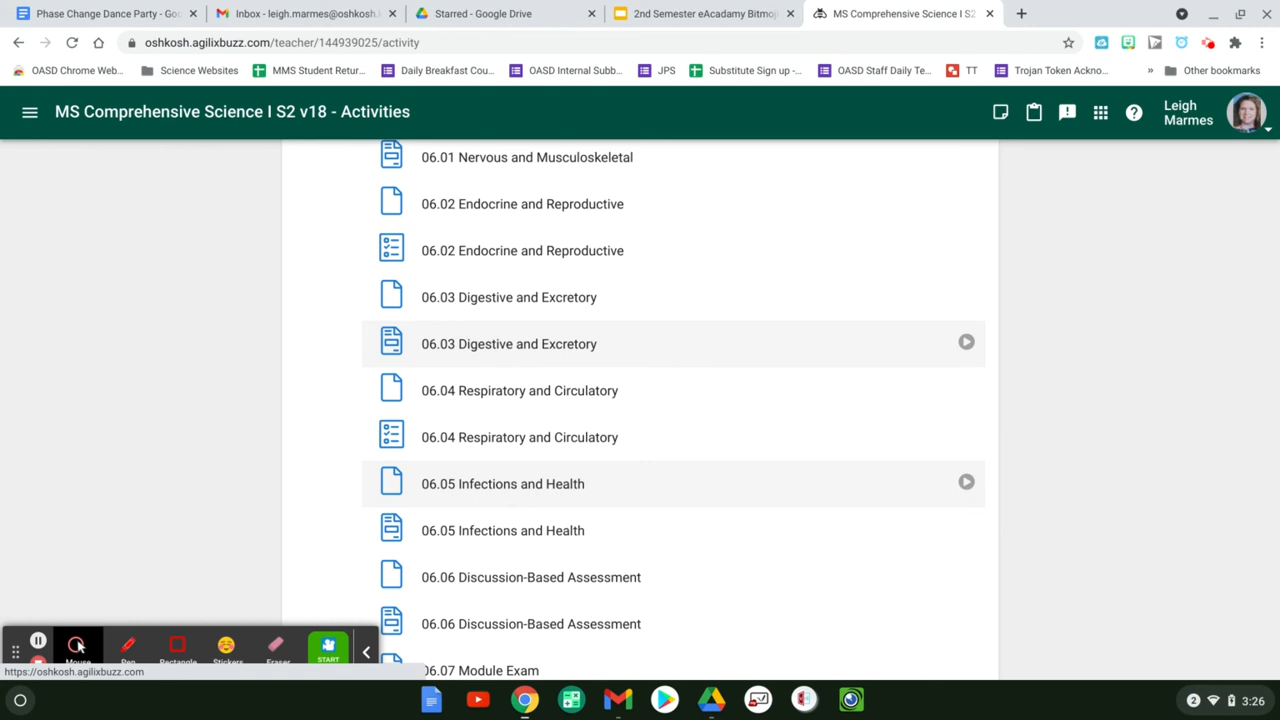 Phase Change Dance Party - Goo
Inbox - leigh.marmes@oshkosh.k
Starred - Google Drive
2nd Semester eAcadamy Bitmoji
MS Comprehensive Science I S2
oshkosh.agilixbuzz.com/teacher/144939025/activity
OASD Chrome Web...
Science Websites
MMS Student Retur...
Daily Breakfast Cou...
OASD Internal Subb...
JPS
Substitute Sign up -...
OASD Staff Daily Te...
TT
Trojan Token Ackno...
»
Other bookmarks
MS Comprehensive Science I S2 v18 - Activities
Leigh
Marmes
06.01 Nervous and Musculoskeletal
06.02 Endocrine and Reproductive
06.02 Endocrine and Reproductive
06.03 Digestive and Excretory
06.03 Digestive and Excretory
06.04 Respiratory and Circulatory
06.04 Respiratory and Circulatory
06.05 Infections and Health
06.05 Infections and Health
06.06 Discussion-Based Assessment
06.06 Discussion-Based Assessment
06.07 Module Exam
Mouse
Pen
Rectangle
Stickers
Eraser
START
https://oshkosh.agilixbuzz.com
2
3:26